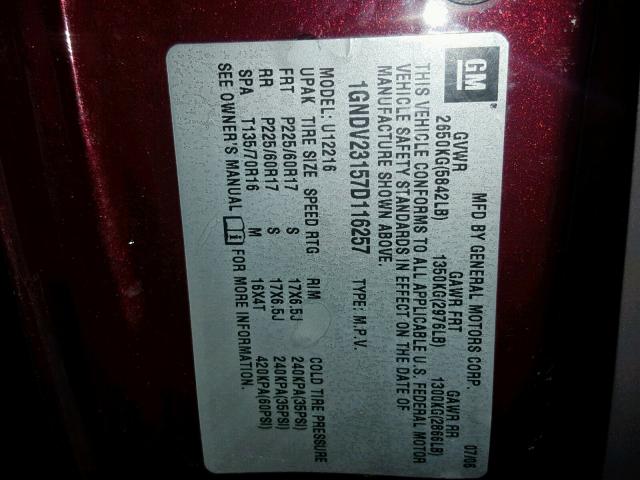 GM
MFD BY GENERAL MOTORS CORP. 07/06
GVWR GAWR FRT GAWR RR
2650KG(5842LB) 1350KG(2976LB) 1300KG(2866LB)
THIS VEHICLE CONFORMS TO ALL APPLICABLE U.S. FEDERAL MOTOR
VEHICLE SAFETY STANDARDS IN EFFECT ON THE DATE OF
MANUFACTURE SHOWN ABOVE.
1GNDV23157D116257 TYPE: M.P.V.
MODEL: U12216
UPAK TIRE SIZE SPEED RTG RIM COLD TIRE PRESSURE
FRT P225/60R17 S 17X6.5J 240KPA(35PSI)
RR P225/60R17 S 17X6.5J 240KPA(35PSI)
SPA T135/70R16 M 16X4T 420KPA(60PSI)
SEE OWNER'S MANUAL FOR MORE INFORMATION.